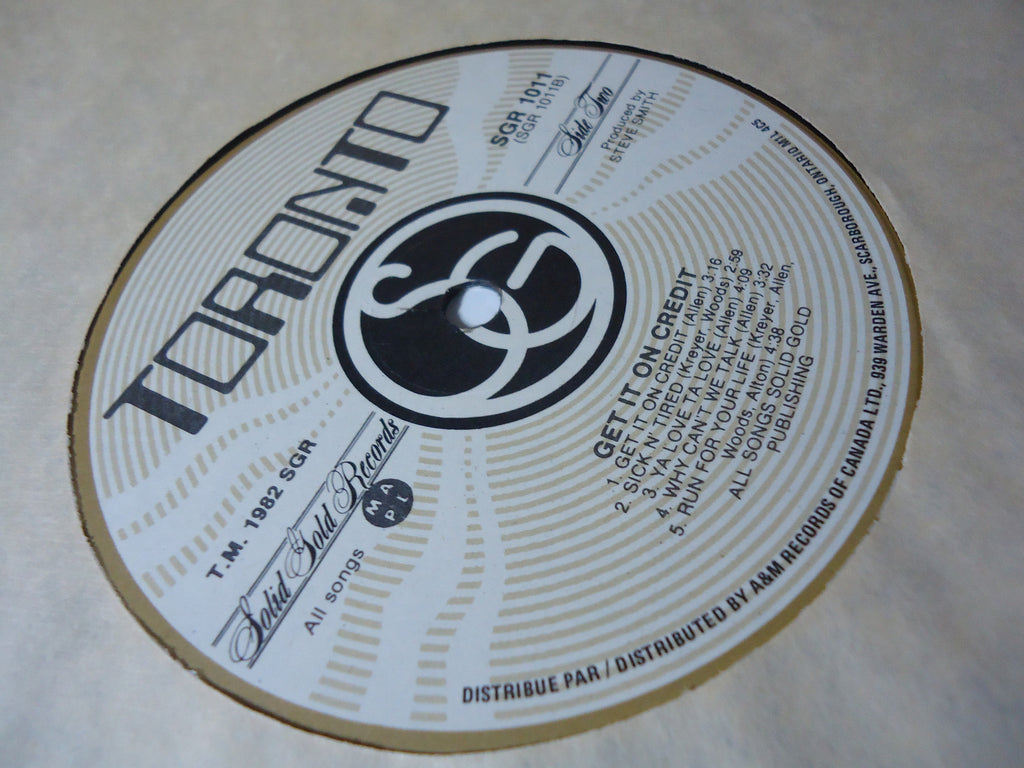 TORONTO
SGR 1011
(SGR 1011B)
Side Two
Produced by
STEVE SMITH
SGR
T.M. 1982 SGR
Solid Gold Records
All songs
M A P L
GET IT ON CREDIT
1. GET IT ON CREDIT (Allen) 3:16
2. SICK N' TIRED (Kreyer, Woods) 2:59
3. YA LOVE TA LOVE (Allen) 4:09
4. WHY CAN'T WE TALK (Allen) 3:32
5. RUN FOR YOUR LIFE (Kreyer, Allen,
Woods, Alton) 4:38
ALL SONGS SOLID GOLD
PUBLISHING
DISTRIBUE PAR / DISTRIBUTED BY A&M RECORDS OF CANADA LTD., 939 WARDEN AVE., SCARBOROUGH, ONTARIO M1L 4C5